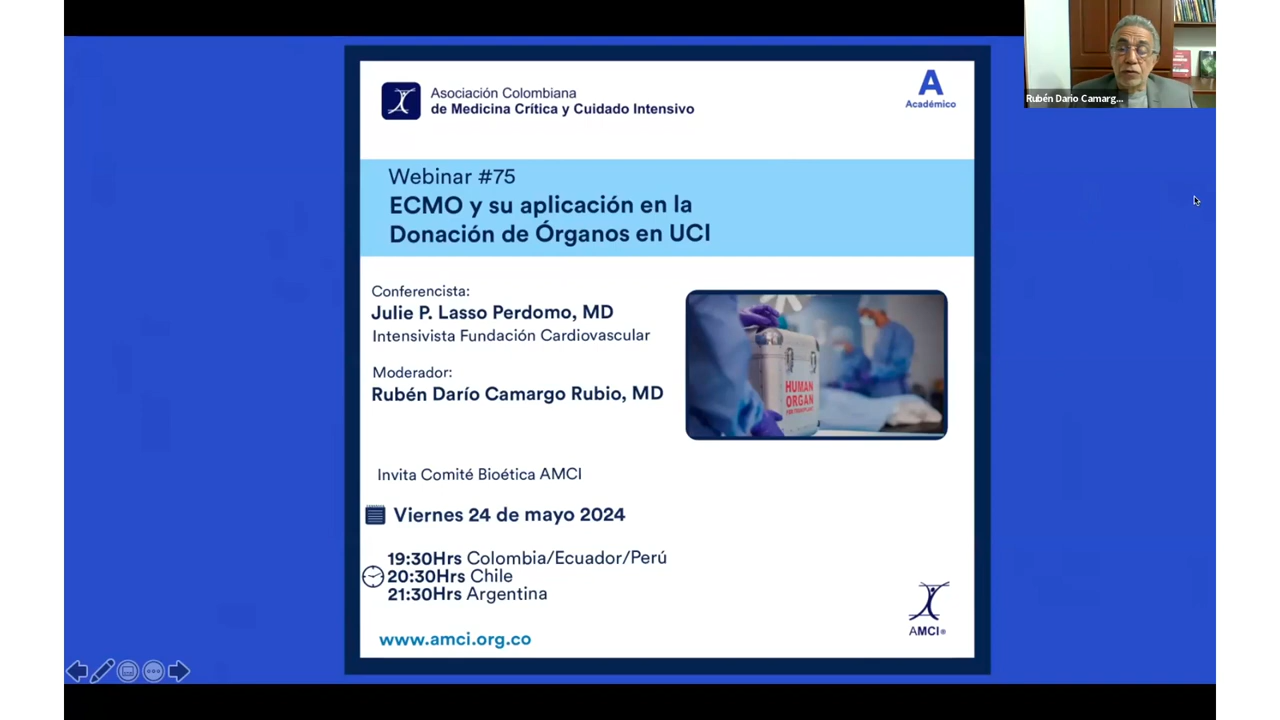 Asociación Colombiana
de Medicina Crítica y Cuidado Intensivo
A
Académico
Rubén Dario Camarg...
Webinar #75
ECMO y su aplicación en la
Donación de Órganos en UCI
Conferencista:
Julie P. Lasso Perdomo, MD
Intensivista Fundación Cardiovascular
Moderador:
Rubén Darío Camargo Rubio, MD
HUMAN
ORGAN
FOR TRANSPLANT
Invita Comité Bioética AMCI
Viernes 24 de mayo 2024
19:30Hrs Colombia/Ecuador/Perú
20:30Hrs Chile
21:30Hrs Argentina
www.amci.org.co
AMCI®